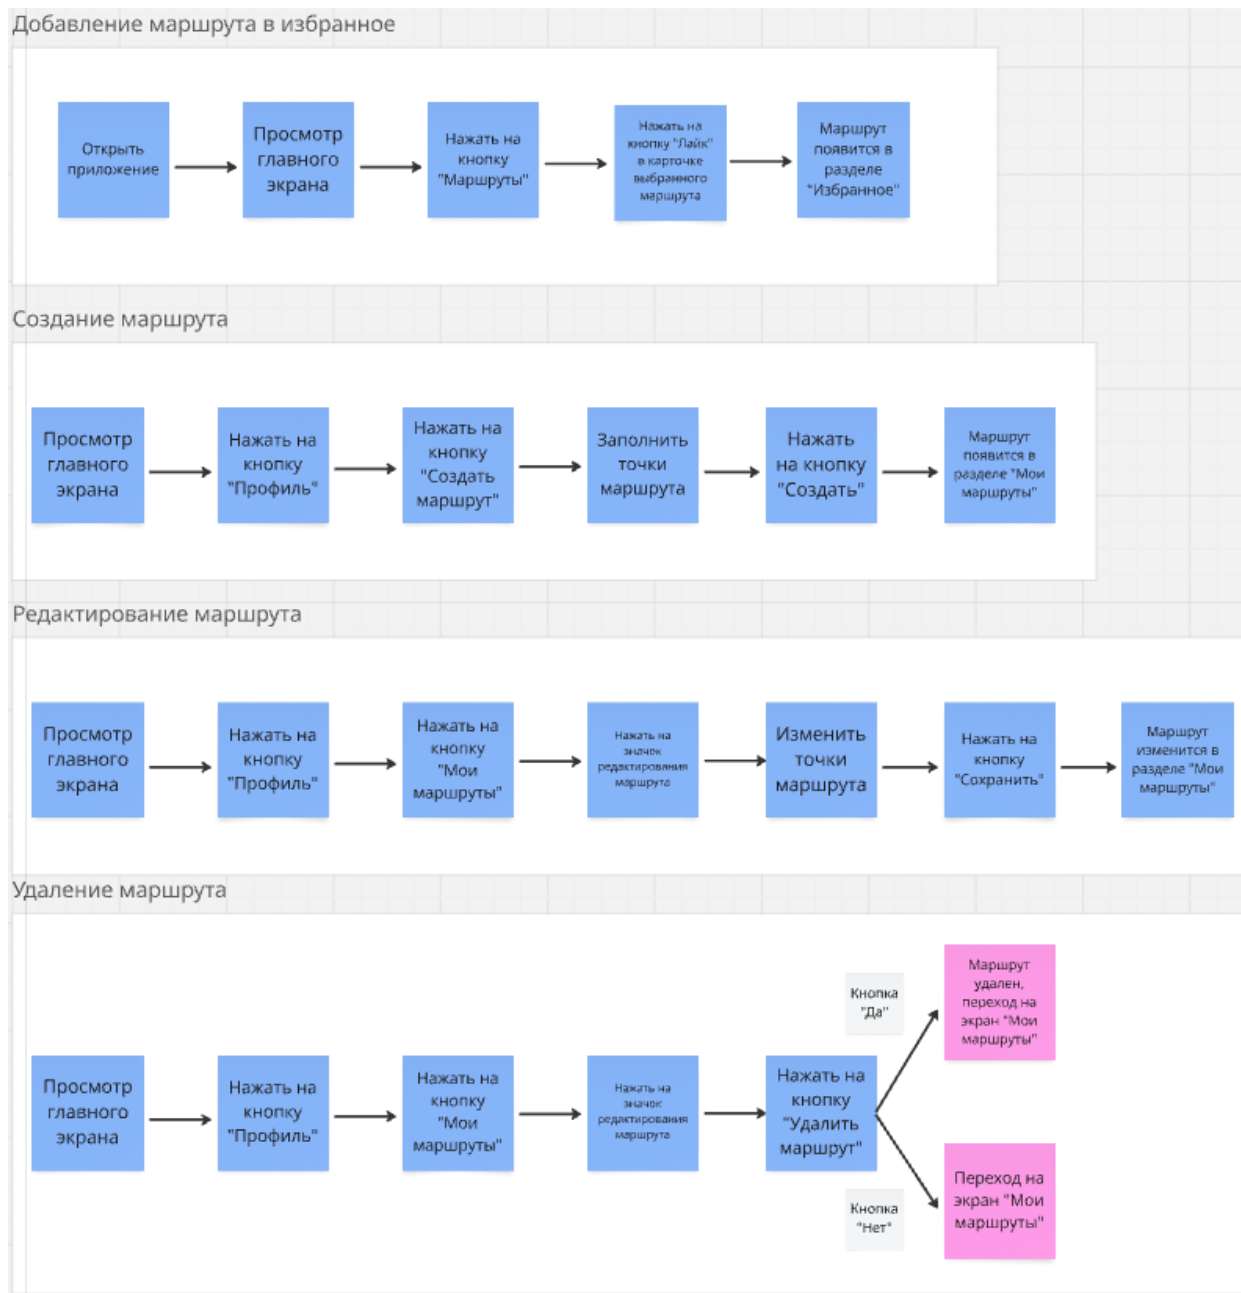 Добавление маршрута в избранное
Открыть
приложение
Просмотр
главного
экрана
Нажать на
кнопку
"Маршруты"
Нажать на
кнопку "Лайк"
в карточке
выбранного
маршрута
Маршрут
появится в
разделе
"Избранное"
Создание маршрута
Просмотр
главного
экрана
Нажать на
кнопку
"Профиль"
Нажать на
кнопку
"Создать
маршрут"
Заполнить
точки
маршрута
Нажать
на кнопку
"Создать"
Маршрут
появится в
разделе "Мои
маршруты"
Редактирование маршрута
Просмотр
главного
экрана
Нажать на
кнопку
"Профиль"
Нажать на
кнопку
"Мои
маршруты"
Нажать на
значок
редактирования
маршрута
Изменить
точки
маршрута
Нажать на
кнопку
"Сохранить"
Маршрут
изменится в
разделе "Мои
маршруты"
Удаление маршрута
Просмотр
главного
экрана
Нажать на
кнопку
"Профиль"
Нажать на
кнопку
"Мои
маршруты"
Нажать на
значок
редактирования
маршрута
Нажать на
кнопку
"Удалить
маршрут"
Кнопка
"Да"
Маршрут
удален,
переход на
экран "Мои
маршруты"
Кнопка
"Нет"
Переход на
экран "Мои
маршруты"